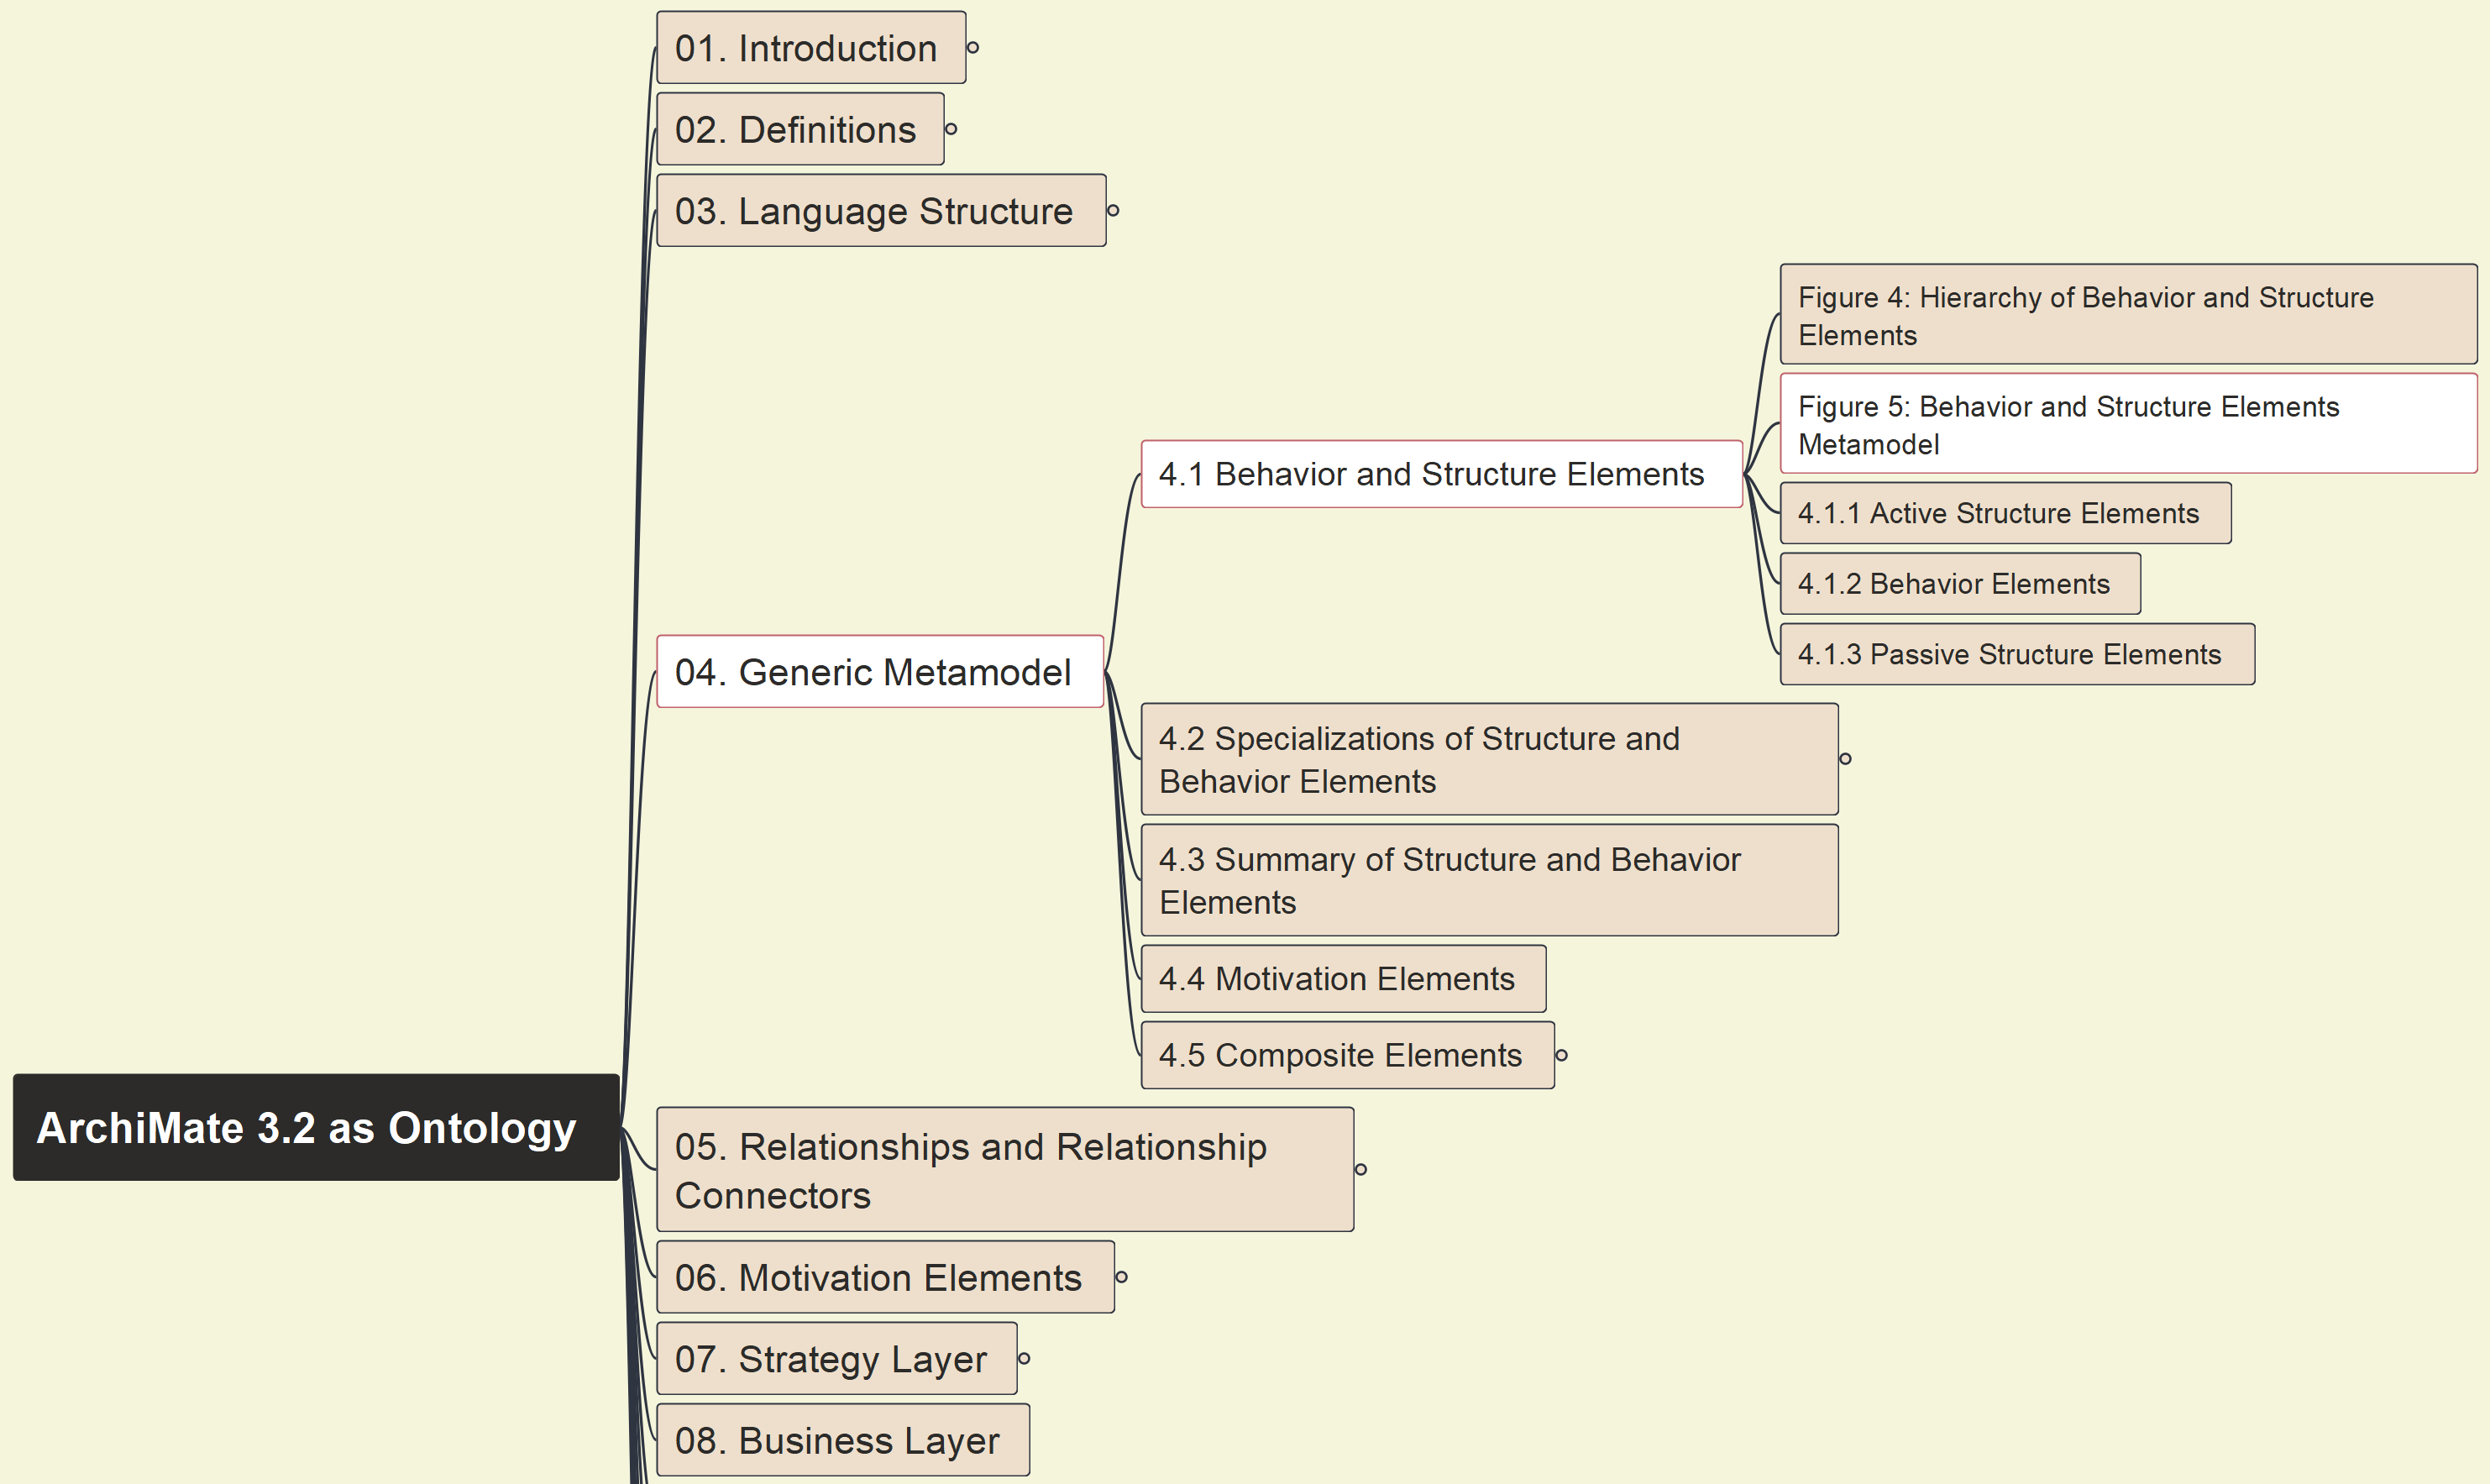 01. Introduction
02. Definitions
03. Language Structure
Figure 4: Hierarchy of Behavior and Structure
Elements
Figure 5: Behavior and Structure Elements
Metamodel
4.1 Behavior and Structure Elements
4.1.1 Active Structure Elements
4.1.2 Behavior Elements
4.1.3 Passive Structure Elements
04. Generic Metamodel
4.2 Specializations of Structure and
Behavior Elements
4.3 Summary of Structure and Behavior
Elements
4.4 Motivation Elements
4.5 Composite Elements
ArchiMate 3.2 as Ontology
05. Relationships and Relationship
Connectors
06. Motivation Elements
07. Strategy Layer
08. Business Layer